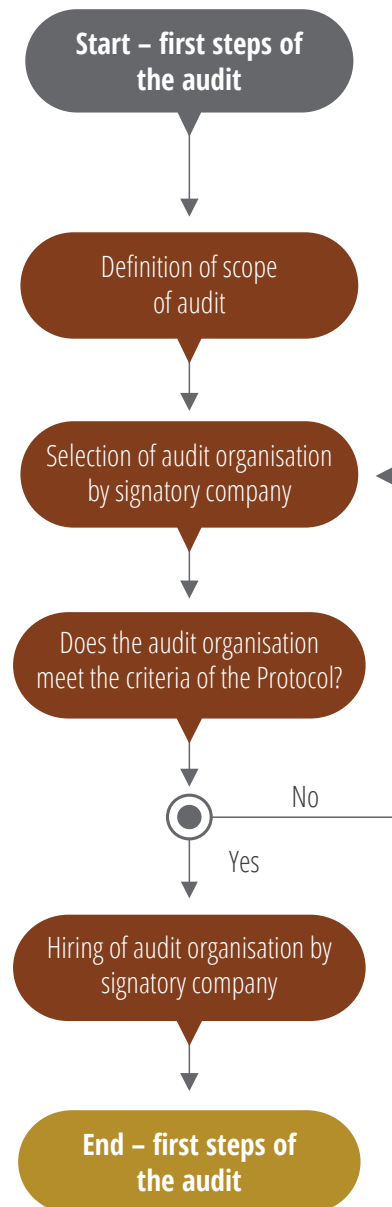 Start – first steps of
the audit
Definition of scope
of audit
Selection of audit organisation
by signatory company
Does the audit organisation
meet the criteria of the Protocol?
No
Yes
Hiring of audit organisation by
signatory company
End – first steps of
the audit